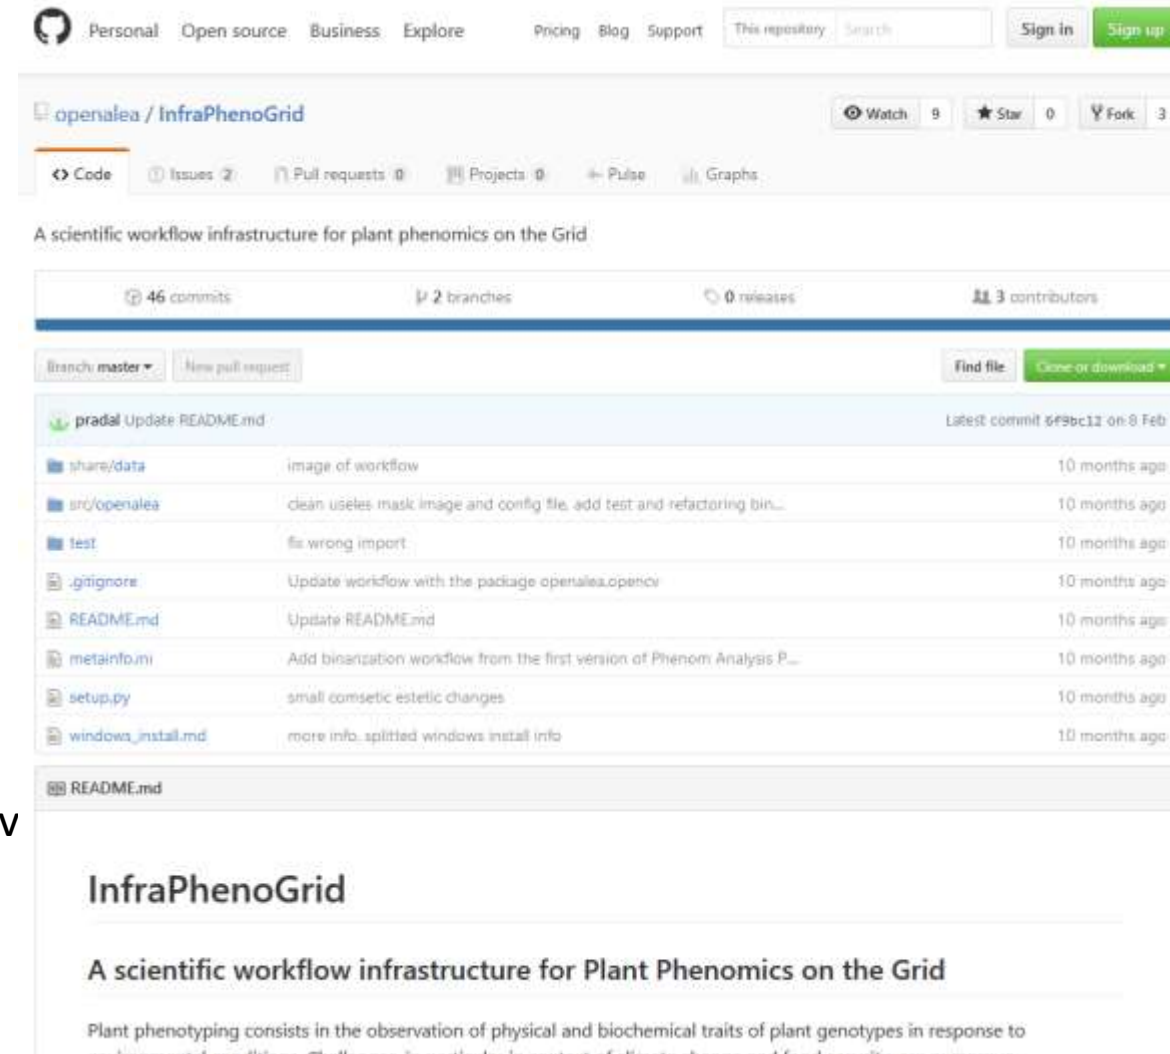 Personal Open source Business Explore Pricing Blog Support This repository Search Sign in Sign up
openalea / InfraPhenoGrid Watch 9 Star 0 Fork 3
Code Issues 2 Pull requests 0 Projects 0 Pulse Graphs
A scientific workflow infrastructure for plant phenomics on the Grid
46 commits 2 branches 0 releases 3 contributors
Branch: master New pull request Find file Clone or download
pradal Update README.md Latest commit 6f9bc12 on 8 Feb
share/data image of workflow 10 months ago
src/openalea clean useles mask image and config file, add test and refactoring bin... 10 months ago
test fix wrong import 10 months ago
.gitignore Update workflow with the package openalea.opencv 10 months ago
README.md Update README.md 10 months ago
metainfo.ini Add binarization workflow from the first version of Phenom Analysis P... 10 months ago
setup.py small comsetic estetic changes 10 months ago
windows_install.md more info, splitted windows install info 10 months ago
README.md
v
InfraPhenoGrid
A scientific workflow infrastructure for Plant Phenomics on the Grid
Plant phenotyping consists in the observation of physical and biochemical traits of plant genotypes in response to